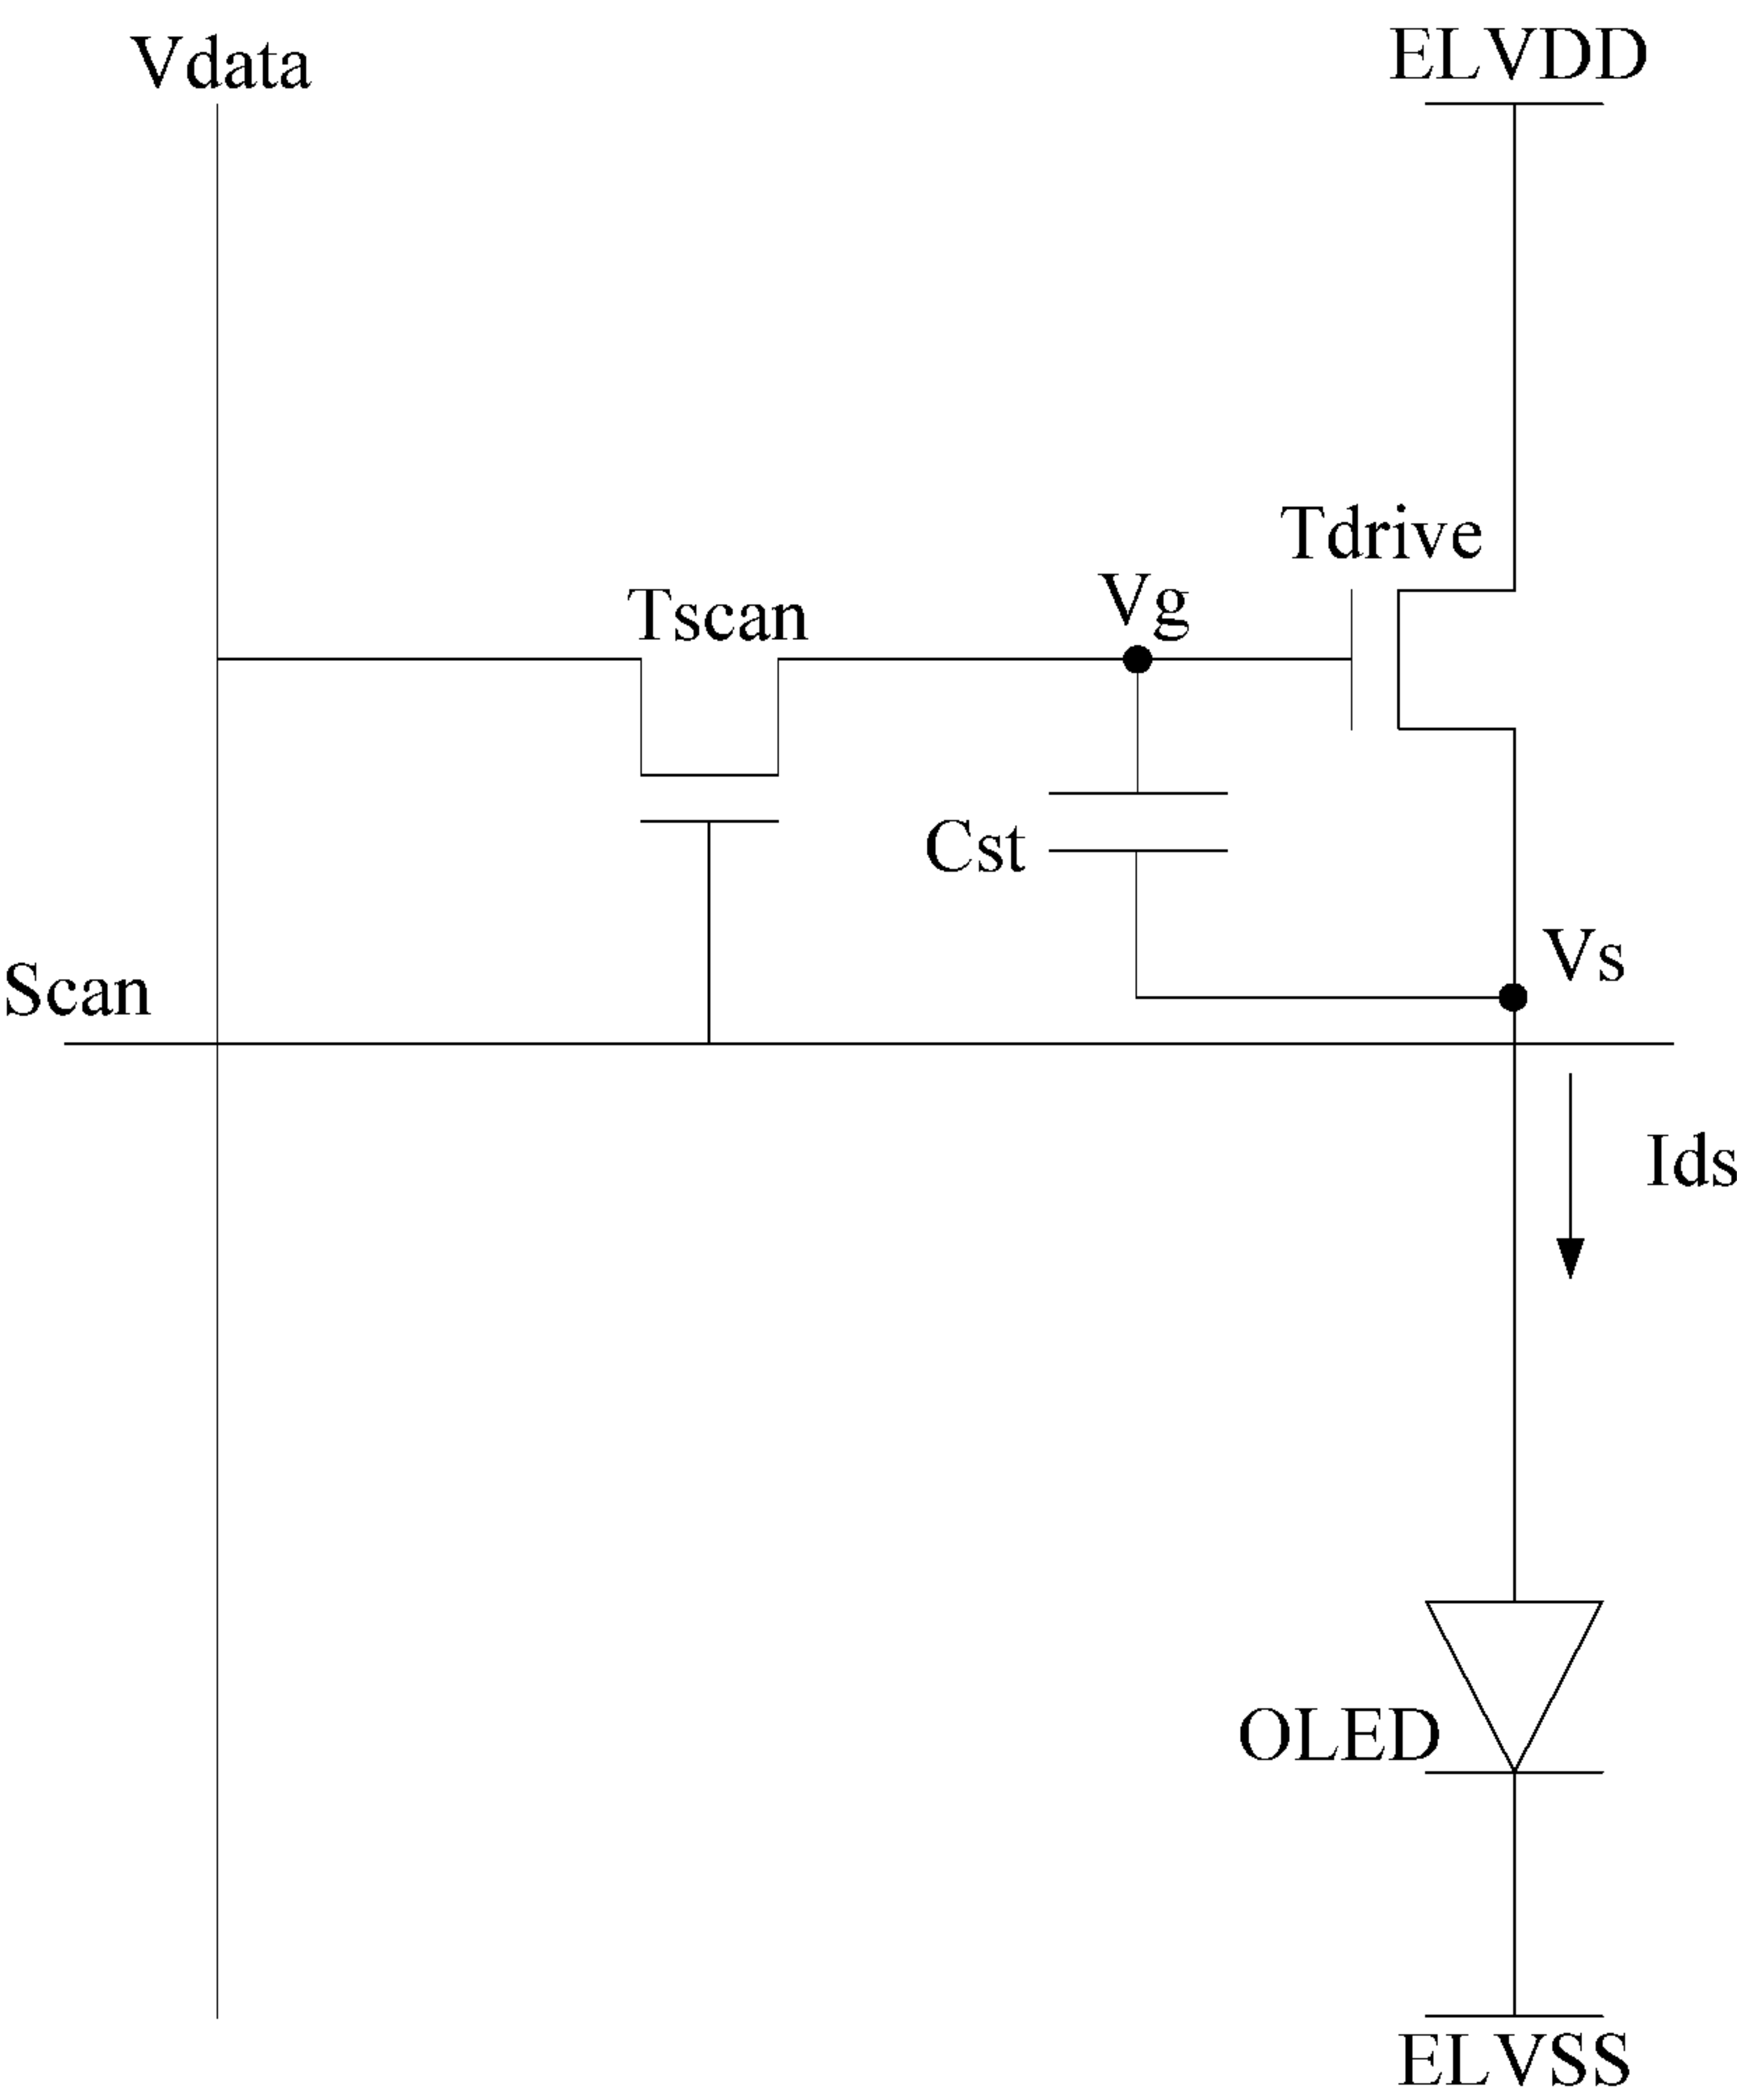 Vdata
ELVDD
Tdrive
Tscan
Vg
Cst
Vs
Scan
Ids
OLED
ELVSS